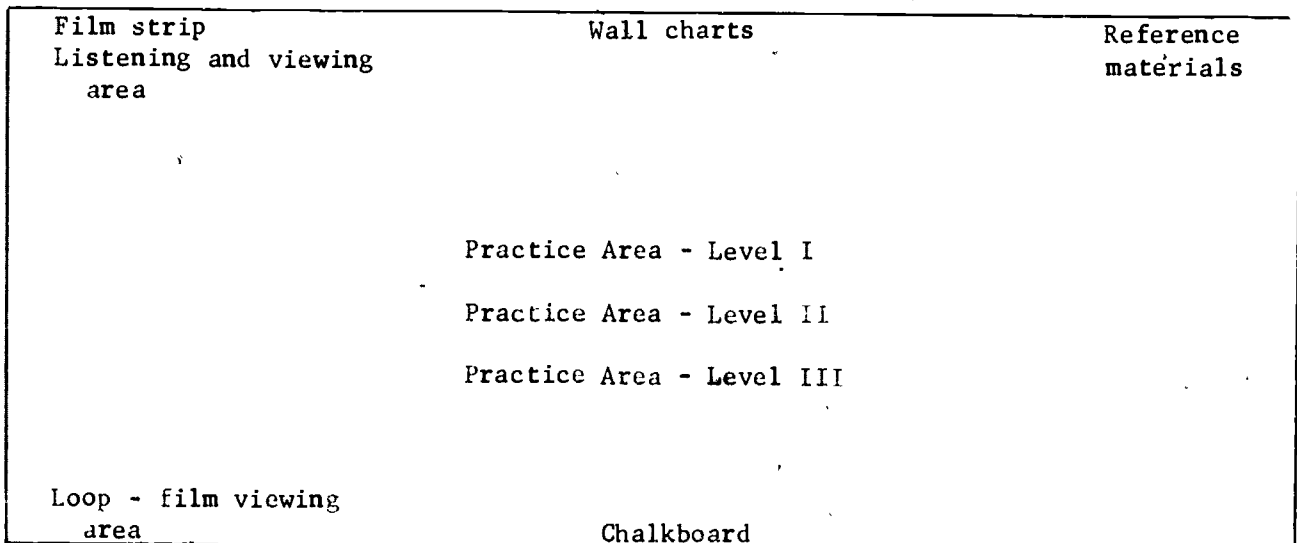 Film strip
Listening and viewing
area
Wall charts
Reference
materials
Practice Area - Level I
Practice Area - Level II
Practice Area - Level III
Loop - film viewing
area
Chalkboard